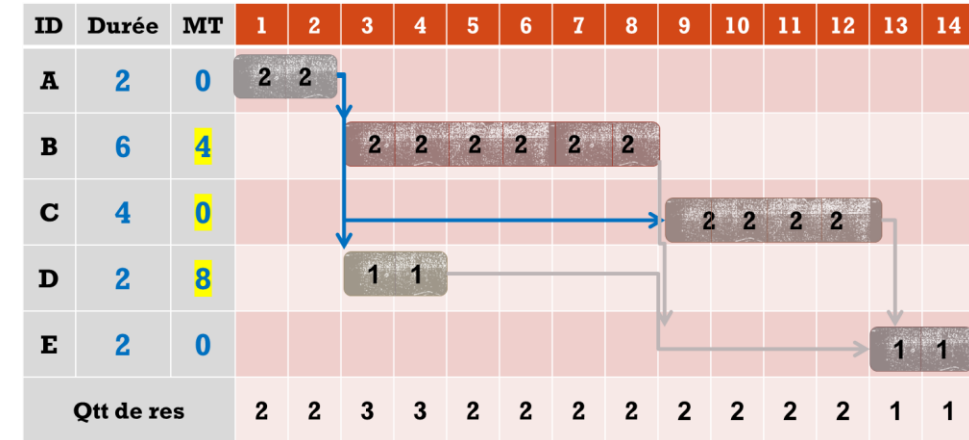 ID Durée MT 1 2 3 4 5 6 7 8 9 10 11 12 13 14
A 2 0 2 2
B 6 4 2 2 2 2 2 2
C 4 0 2 2 2 2
D 2 8 1 1
E 2 0 1 1
Qtt de res 2 2 3 3 2 2 2 2 2 2 2 2 1 1